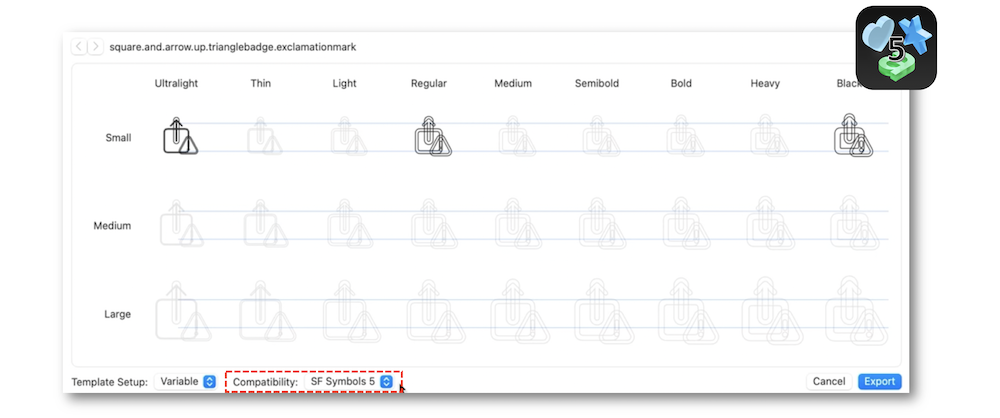 square.and.arrow.up.trianglebadge.exclamationmark
5
Ultralight Thin Light Regular Medium Semibold Bold Heavy Black
Small
Medium
Large
Template Setup: Variable Compatibility: SF Symbols 5 Cancel Export